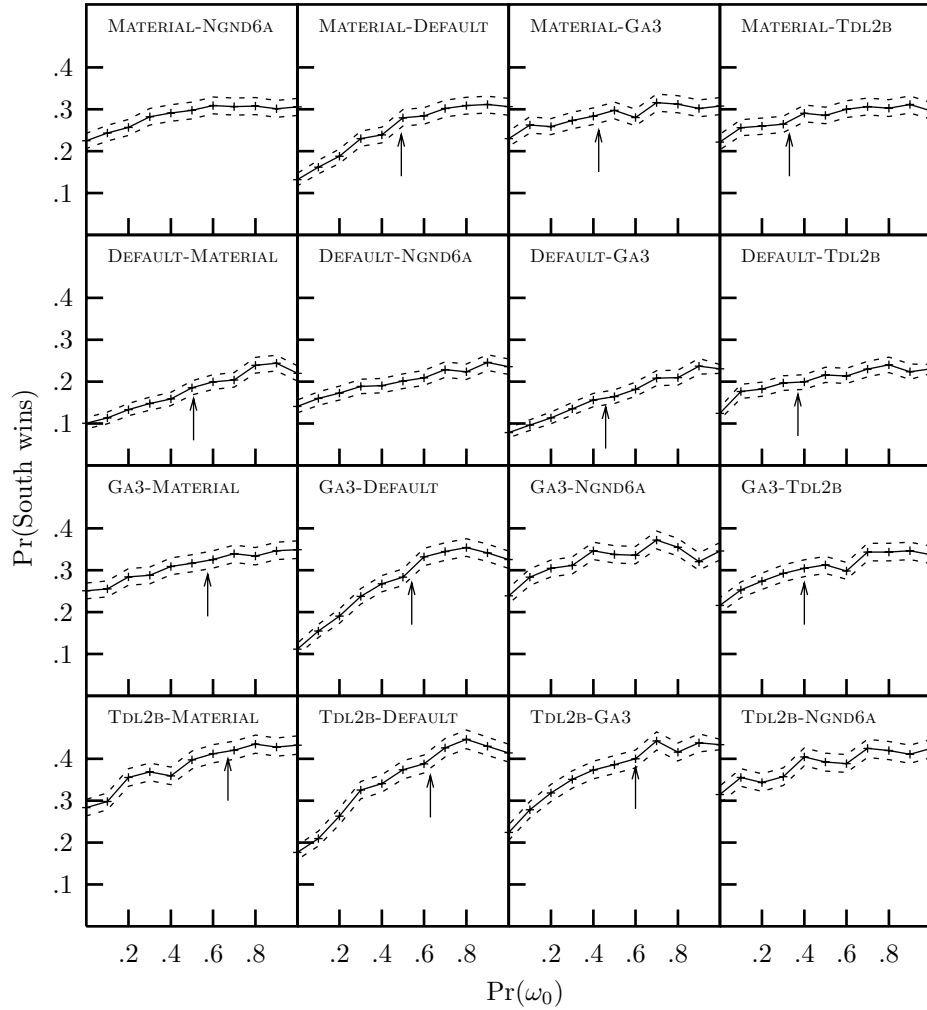 MATERIAL-NGND6A MATERIAL-DEFAULT MATERIAL-GA3 MATERIAL-TDL2B
.4
.3
.2
.1
DEFAULT-MATERIAL DEFAULT-NGND6A DEFAULT-GA3 DEFAULT-TDL2B
.4
.3
.2
.1
GA3-MATERIAL GA3-DEFAULT GA3-NGND6A GA3-TDL2B
.4
.3
.2
.1
TDL2B-MATERIAL TDL2B-DEFAULT TDL2B-GA3 TDL2B-NGND6A
.4
.3
.2
.1
Pr(South wins)
.2 .4 .6 .8 .2 .4 .6 .8 .2 .4 .6 .8 .2 .4 .6 .8
Pr(ω₀)